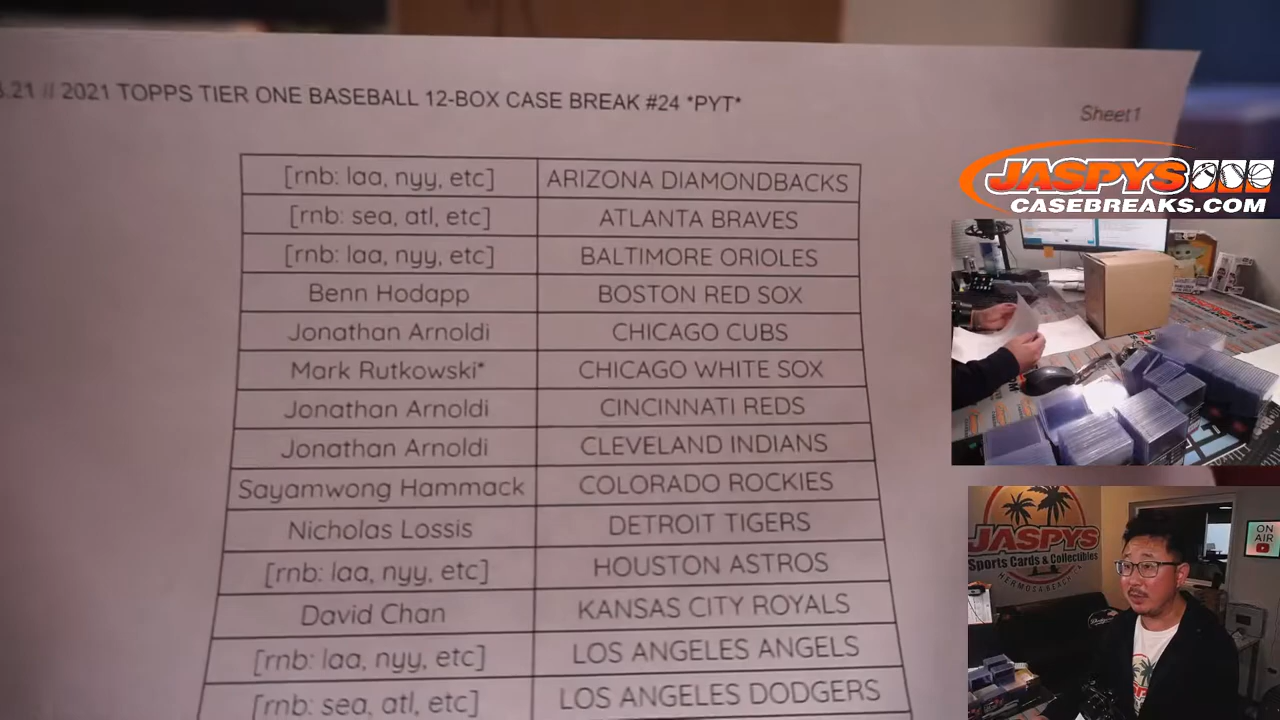 .21 // 2021 TOPPS TIER ONE BASEBALL 12-BOX CASE BREAK #24 *PYT*
Sheet1
[rnb: laa, nyy, etc] ARIZONA DIAMONDBACKS
[rnb: sea, atl, etc] ATLANTA BRAVES
[rnb: laa, nyy, etc] BALTIMORE ORIOLES
Benn Hodapp BOSTON RED SOX
Jonathan Arnoldi CHICAGO CUBS
Mark Rutkowski* CHICAGO WHITE SOX
Jonathan Arnoldi CINCINNATI REDS
Jonathan Arnoldi CLEVELAND INDIANS
Sayamwong Hammack COLORADO ROCKIES
Nicholas Lossis DETROIT TIGERS
[rnb: laa, nyy, etc] HOUSTON ASTROS
David Chan KANSAS CITY ROYALS
[rnb: laa, nyy, etc] LOS ANGELES ANGELS
[rnb: sea, atl, etc] LOS ANGELES DODGERS
JASPYS
CASEBREAKS.COM
JASPYS
Sports Cards & Collectibles
HERMOSA BEACH, CA
ON
AIR